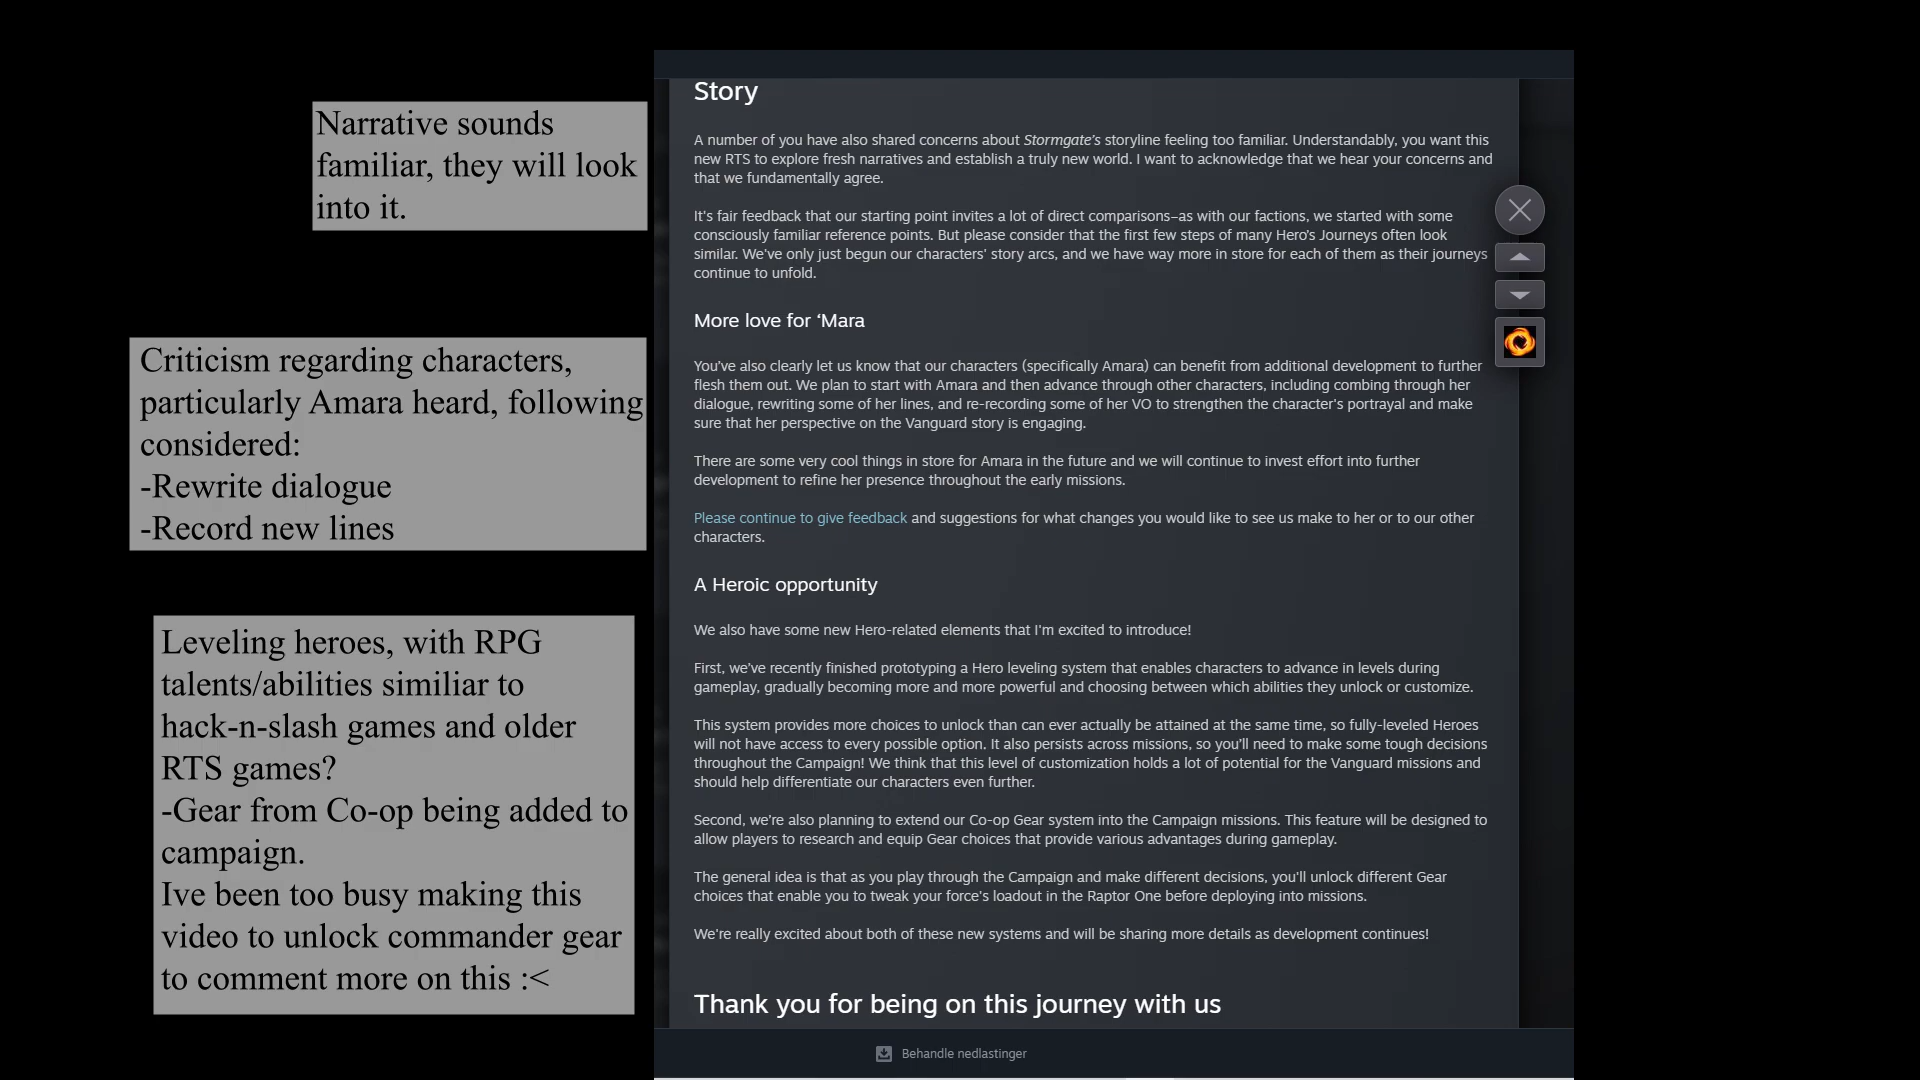 Narrative sounds
familiar, they will look
into it.
Criticism regarding characters,
particularly Amara heard, following
considered:
-Rewrite dialogue
-Record new lines
Leveling heroes, with RPG
talents/abilities similiar to
hack-n-slash games and older
RTS games?
-Gear from Co-op being added to
campaign.
Ive been too busy making this
video to unlock commander gear
to comment more on this :<
Story
A number of you have also shared concerns about Stormgate's storyline feeling too familiar. Understandably, you want this
new RTS to explore fresh narratives and establish a truly new world. I want to acknowledge that we hear your concerns and
that we fundamentally agree.
It's fair feedback that our starting point invites a lot of direct comparisons–as with our factions, we started with some
consciously familiar reference points. But please consider that the first few steps of many Hero's Journeys often look
similar. We've only just begun our characters' story arcs, and we have way more in store for each of them as their journeys
continue to unfold.
More love for ‘Mara
You've also clearly let us know that our characters (specifically Amara) can benefit from additional development to further
flesh them out. We plan to start with Amara and then advance through other characters, including combing through her
dialogue, rewriting some of her lines, and re-recording some of her VO to strengthen the character's portrayal and make
sure that her perspective on the Vanguard story is engaging.
There are some very cool things in store for Amara in the future and we will continue to invest effort into further
development to refine her presence throughout the early missions.
Please continue to give feedback and suggestions for what changes you would like to see us make to her or to our other
characters.
A Heroic opportunity
We also have some new Hero-related elements that I'm excited to introduce!
First, we've recently finished prototyping a Hero leveling system that enables characters to advance in levels during
gameplay, gradually becoming more and more powerful and choosing between which abilities they unlock or customize.
This system provides more choices to unlock than can ever actually be attained at the same time, so fully-leveled Heroes
will not have access to every possible option. It also persists across missions, so you'll need to make some tough decisions
throughout the Campaign! We think that this level of customization holds a lot of potential for the Vanguard missions and
should help differentiate our characters even further.
Second, we're also planning to extend our Co-op Gear system into the Campaign missions. This feature will be designed to
allow players to research and equip Gear choices that provide various advantages during gameplay.
The general idea is that as you play through the Campaign and make different decisions, you'll unlock different Gear
choices that enable you to tweak your force's loadout in the Raptor One before deploying into missions.
We're really excited about both of these new systems and will be sharing more details as development continues!
Thank you for being on this journey with us
Behandle nedlastinger